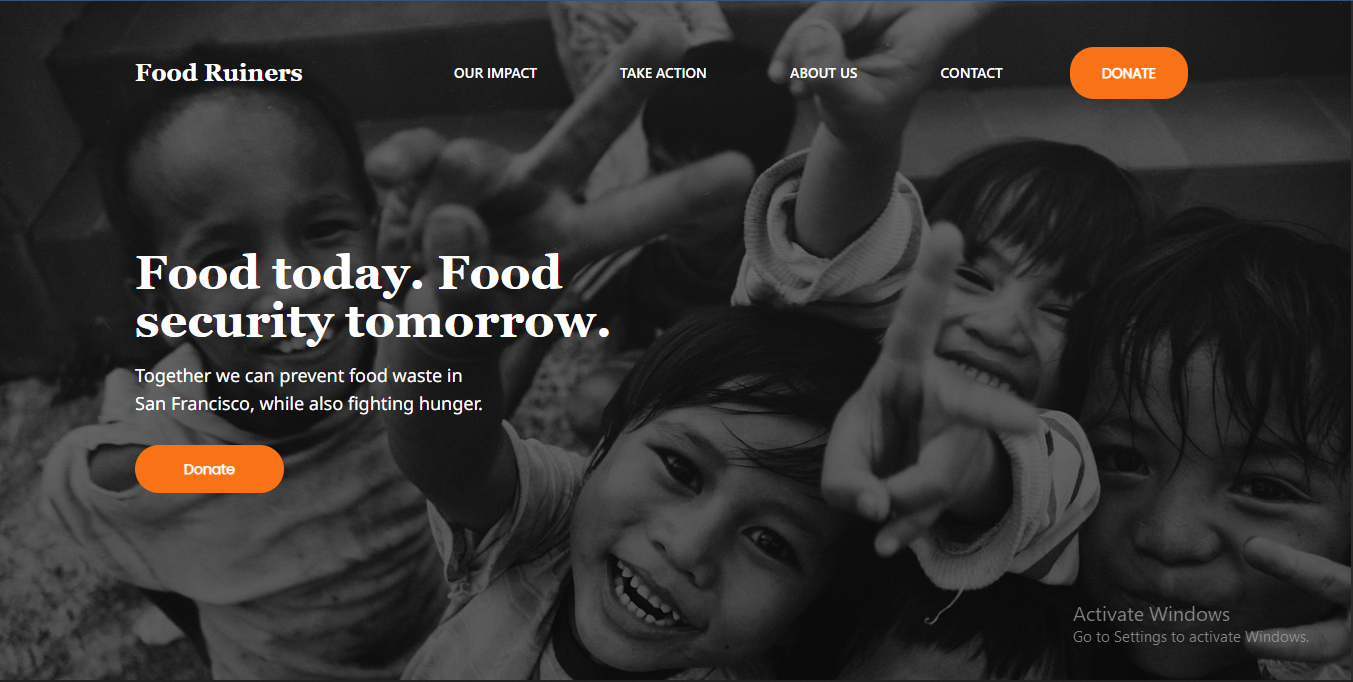 Food Ruiners
OUR IMPACT
TAKE ACTION
ABOUT US
CONTACT
DONATE
Food today. Food
security tomorrow.
Together we can prevent food waste in
San Francisco, while also fighting hunger.
Donate
Activate Windows
Go to Settings to activate Windows.